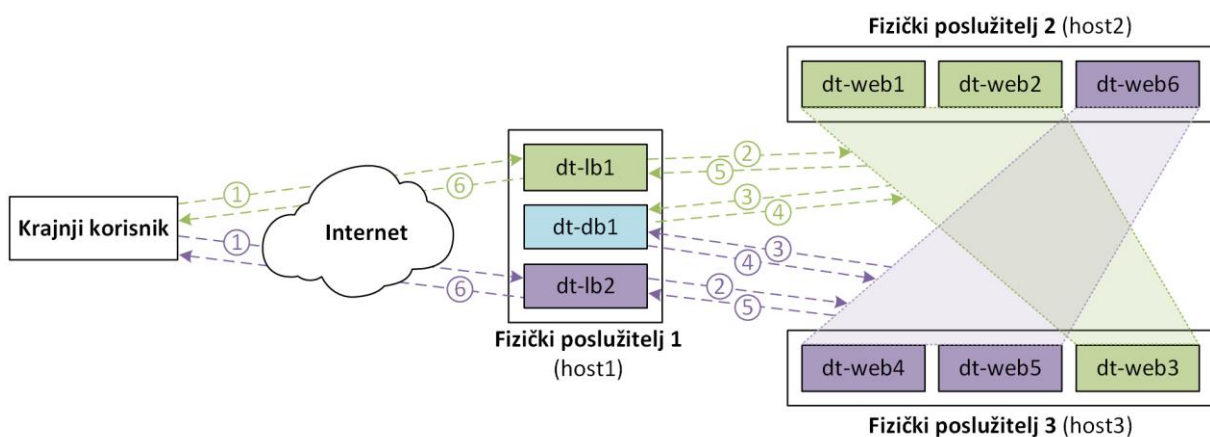 Fizički poslužitelj 2 (host2)
dt-web1 dt-web2 dt-web6
dt-lb1
2
5
1
6
3
4
dt-db1
Krajnji korisnik
Internet
1
6
3
4
dt-lb2
2
5
Fizički poslužitelj 1
(host1)
dt-web4 dt-web5 dt-web3
Fizički poslužitelj 3 (host3)